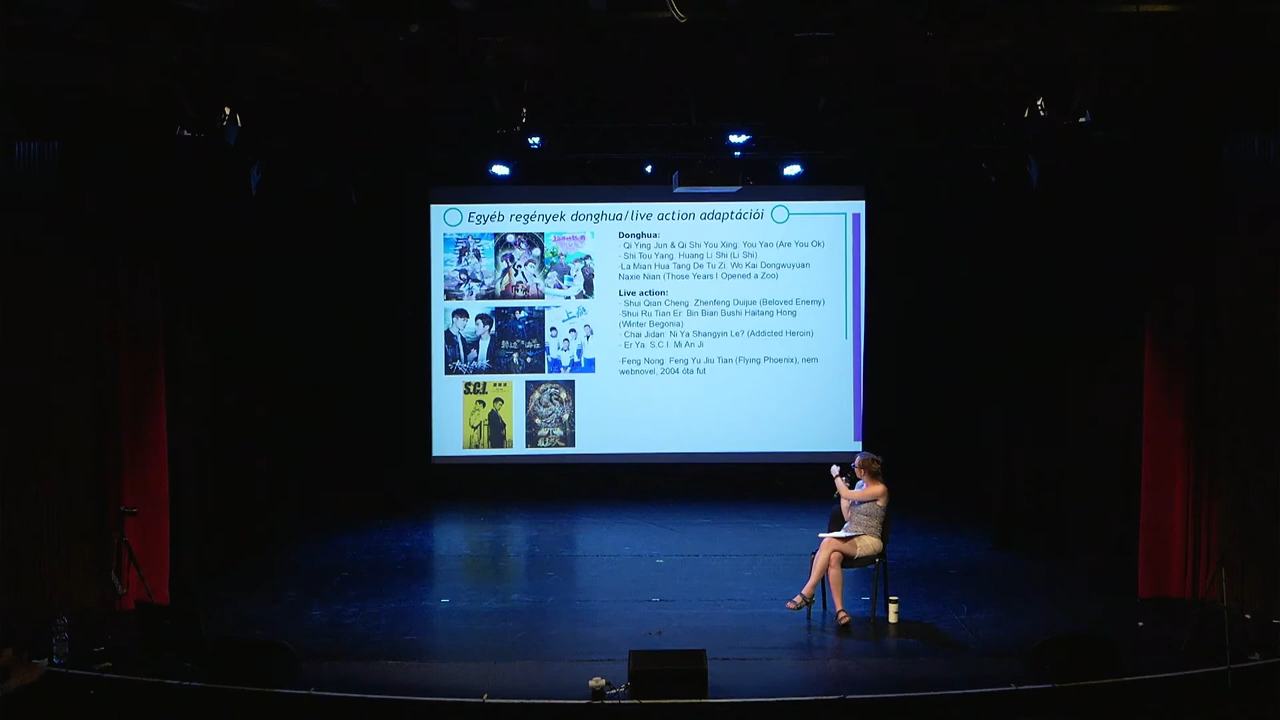 Egyéb regények donghua/live action adaptációi
Donghua:
- Qi Ying Jun & Qi Shi You Xing: You Yao (Are You Ok)
- Shi Tou Yang: Huang Li Shi (Li Shi)
-La Mian Hua Tang De Tu Zi: Wo Kai Dongwuyuan
Naxie Nian (Those Years I Opened a Zoo)
Live action:
- Shui Qian Cheng: Zhenfeng Duijue (Beloved Enemy)
-Shui Ru Tian Er: Bin Bian Bushi Haitang Hong
(Winter Begonia)
- Chai Jidan: Ni Ya Shangyin Le? (Addicted Heroin)
- Er Ya: S.C.I. Mi An Ji
-Feng Nong: Feng Yu Jiu Tian (Flying Phoenix), nem
webnovel, 2004 óta fut
S.C.I.